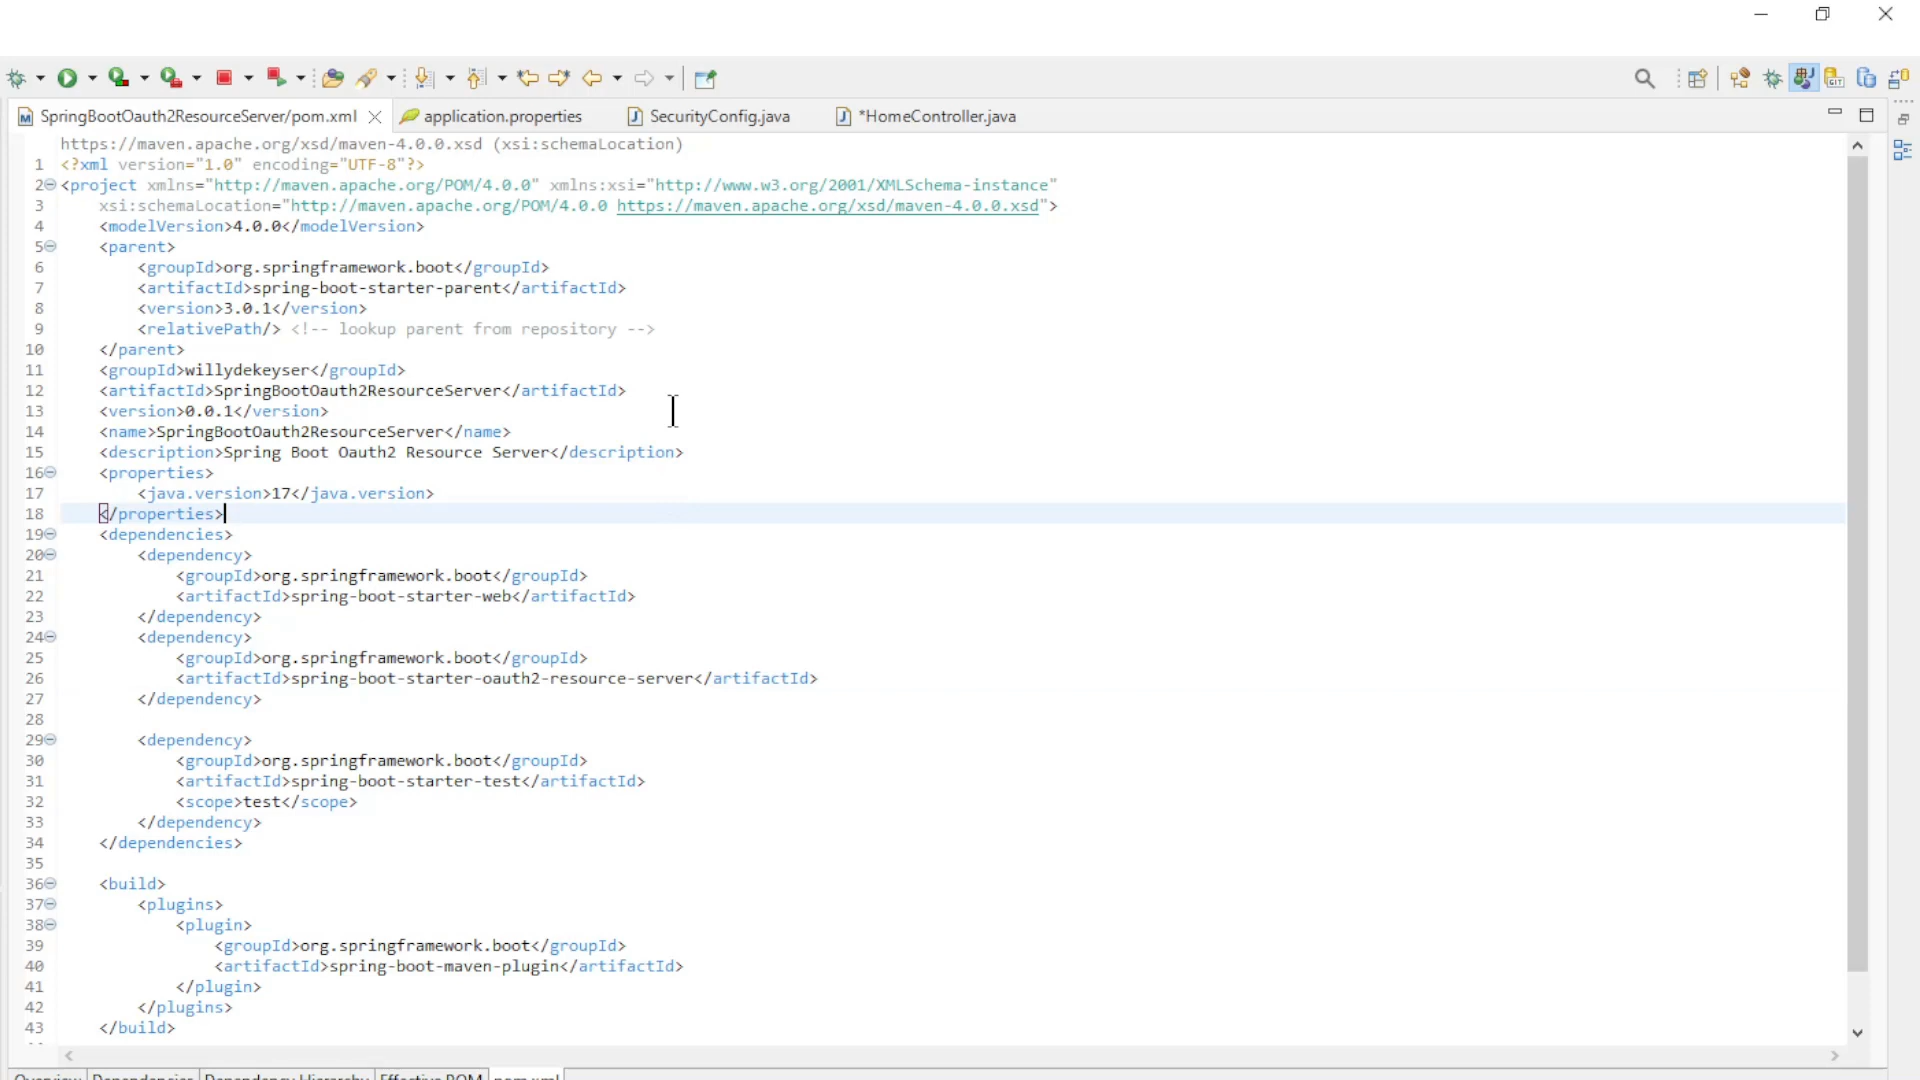 SpringBootOauth2ResourceServer/pom.xml application.properties SecurityConfig.java *HomeController.java
https://maven.apache.org/xsd/maven-4.0.0.xsd (xsi:schemaLocation)
1 <?xml version="1.0" encoding="UTF-8"?>
2 <project xmlns="http://maven.apache.org/POM/4.0.0" xmlns:xsi="http://www.w3.org/2001/XMLSchema-instance"
3 xsi:schemaLocation="http://maven.apache.org/POM/4.0.0 https://maven.apache.org/xsd/maven-4.0.0.xsd">
4 <modelVersion>4.0.0</modelVersion>
5 <parent>
6 <groupId>org.springframework.boot</groupId>
7 <artifactId>spring-boot-starter-parent</artifactId>
8 <version>3.0.1</version>
9 <relativePath/> <!-- lookup parent from repository -->
10 </parent>
11 <groupId>willydekeyser</groupId>
12 <artifactId>SpringBootOauth2ResourceServer</artifactId>
13 <version>0.0.1</version>
14 <name>SpringBootOauth2ResourceServer</name>
15 <description>Spring Boot Oauth2 Resource Server</description>
16 <properties>
17 <java.version>17</java.version>
18 </properties>
19 <dependencies>
20 <dependency>
21 <groupId>org.springframework.boot</groupId>
22 <artifactId>spring-boot-starter-web</artifactId>
23 </dependency>
24 <dependency>
25 <groupId>org.springframework.boot</groupId>
26 <artifactId>spring-boot-starter-oauth2-resource-server</artifactId>
27 </dependency>
28
29 <dependency>
30 <groupId>org.springframework.boot</groupId>
31 <artifactId>spring-boot-starter-test</artifactId>
32 <scope>test</scope>
33 </dependency>
34 </dependencies>
35
36 <build>
37 <plugins>
38 <plugin>
39 <groupId>org.springframework.boot</groupId>
40 <artifactId>spring-boot-maven-plugin</artifactId>
41 </plugin>
42 </plugins>
43 </build>
Overview Dependencies Dependency Hierarchy Effective POM pom.xml